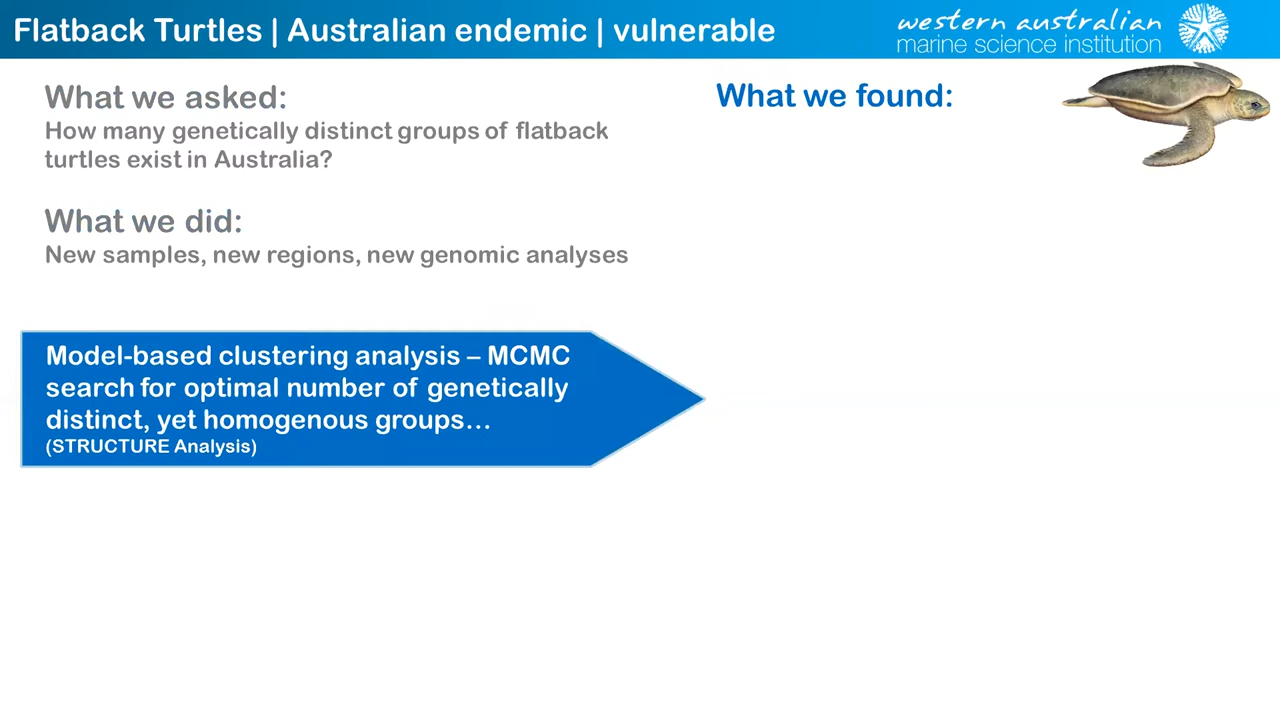 Flatback Turtles | Australian endemic | vulnerable
western australian
marine science institution
What we asked:
How many genetically distinct groups of flatback
turtles exist in Australia?
What we did:
New samples, new regions, new genomic analyses
Model-based clustering analysis – MCMC
search for optimal number of genetically
distinct, yet homogenous groups…
(STRUCTURE Analysis)
What we found: